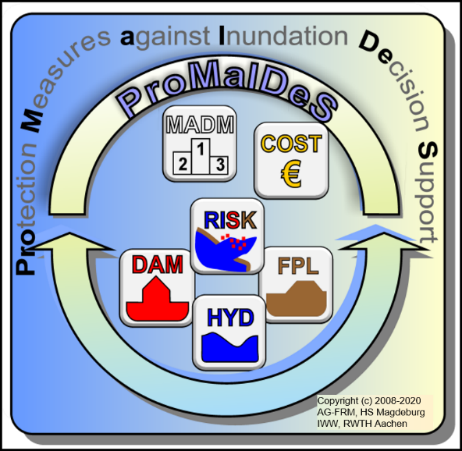 Protection Measures against Inundation Decision Support
ProMaIDeS
MADM
1
2 3
COST
€
RISK
DAM
FPL
HYD
Copyright (c) 2008-2020
AG-FRM, HS Magdeburg
IWW, RWTH Aachen